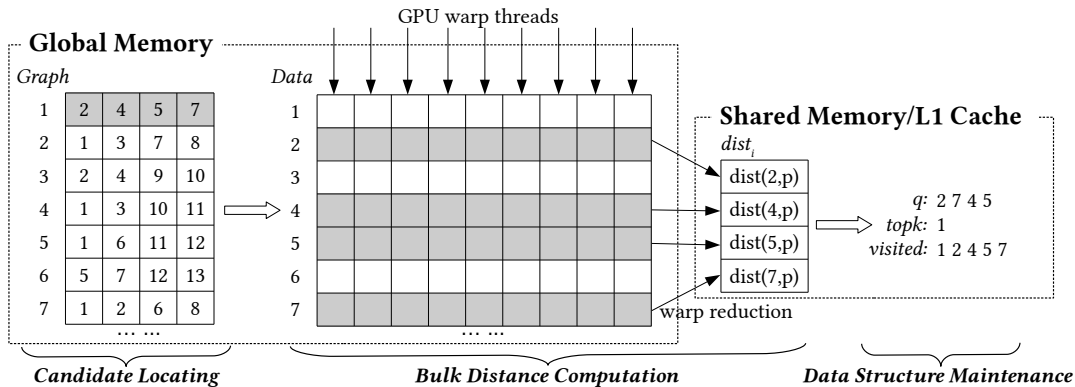 GPU warp threads
Global Memory
Graph
1 2 4 5 7
2 1 3 7 8
3 2 4 9 10
4 1 3 10 11
5 1 6 11 12
6 5 7 12 13
7 1 2 6 8
... ...
Data
1
2
3
4
5
6
7
... ...
Shared Memory/L1 Cache
dist_i
dist(2,p)
dist(4,p)
dist(5,p)
dist(7,p)
warp reduction
q: 2 7 4 5
topk: 1
visited: 1 2 4 5 7
Candidate Locating
Bulk Distance Computation
Data Structure Maintenance